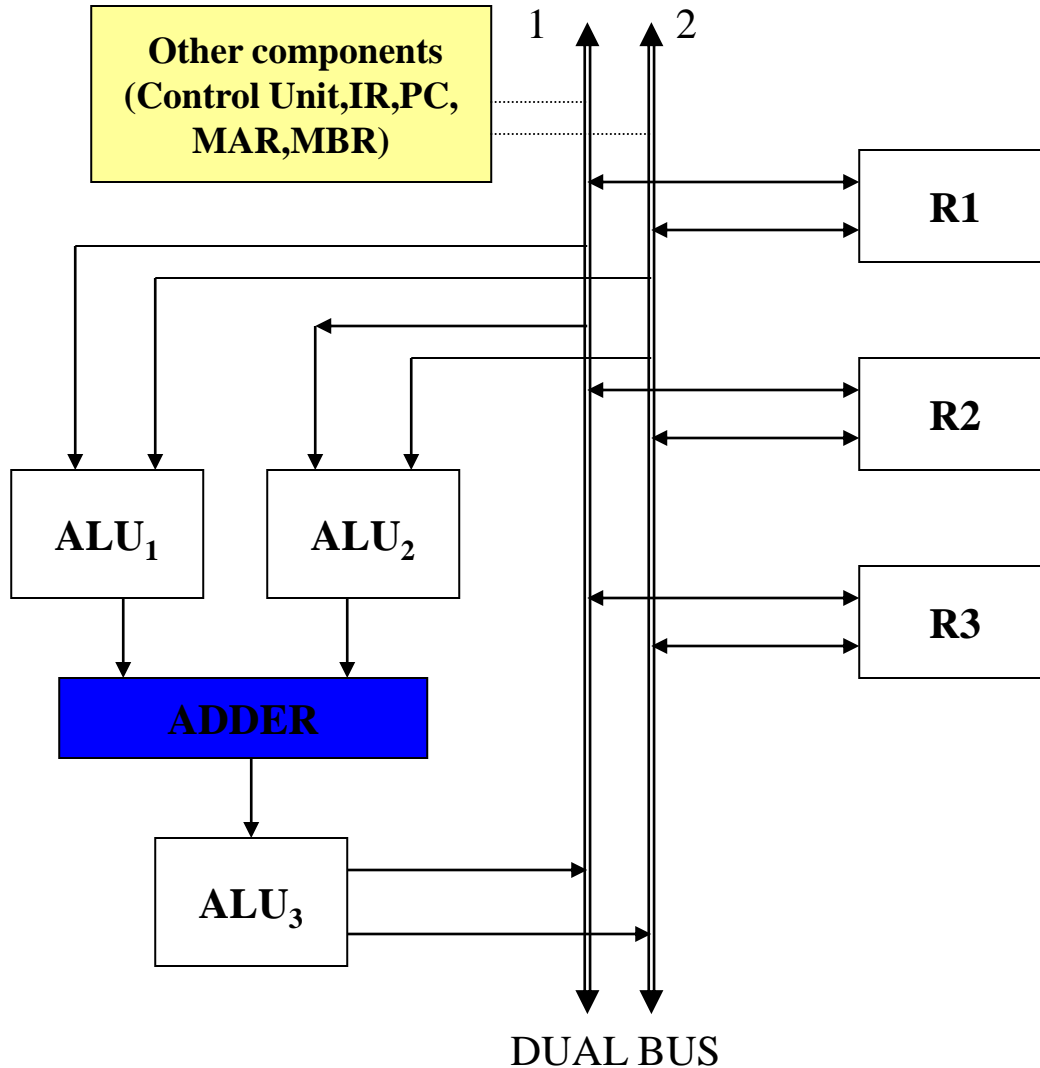 1 2
Other components
(Control Unit,IR,PC,
MAR,MBR)
R1
R2
ALU₁ ALU₂
R3
ADDER
ALU₃
DUAL BUS